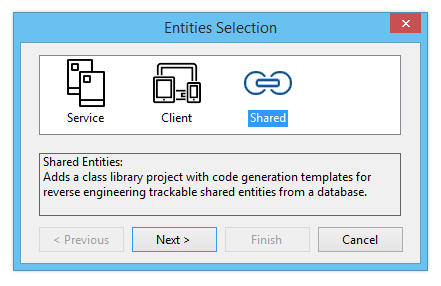 Entities Selection
Service Client Shared
Shared Entities:
Adds a class library project with code generation templates for
reverse engineering trackable shared entities from a database.
< Previous Next > Finish Cancel